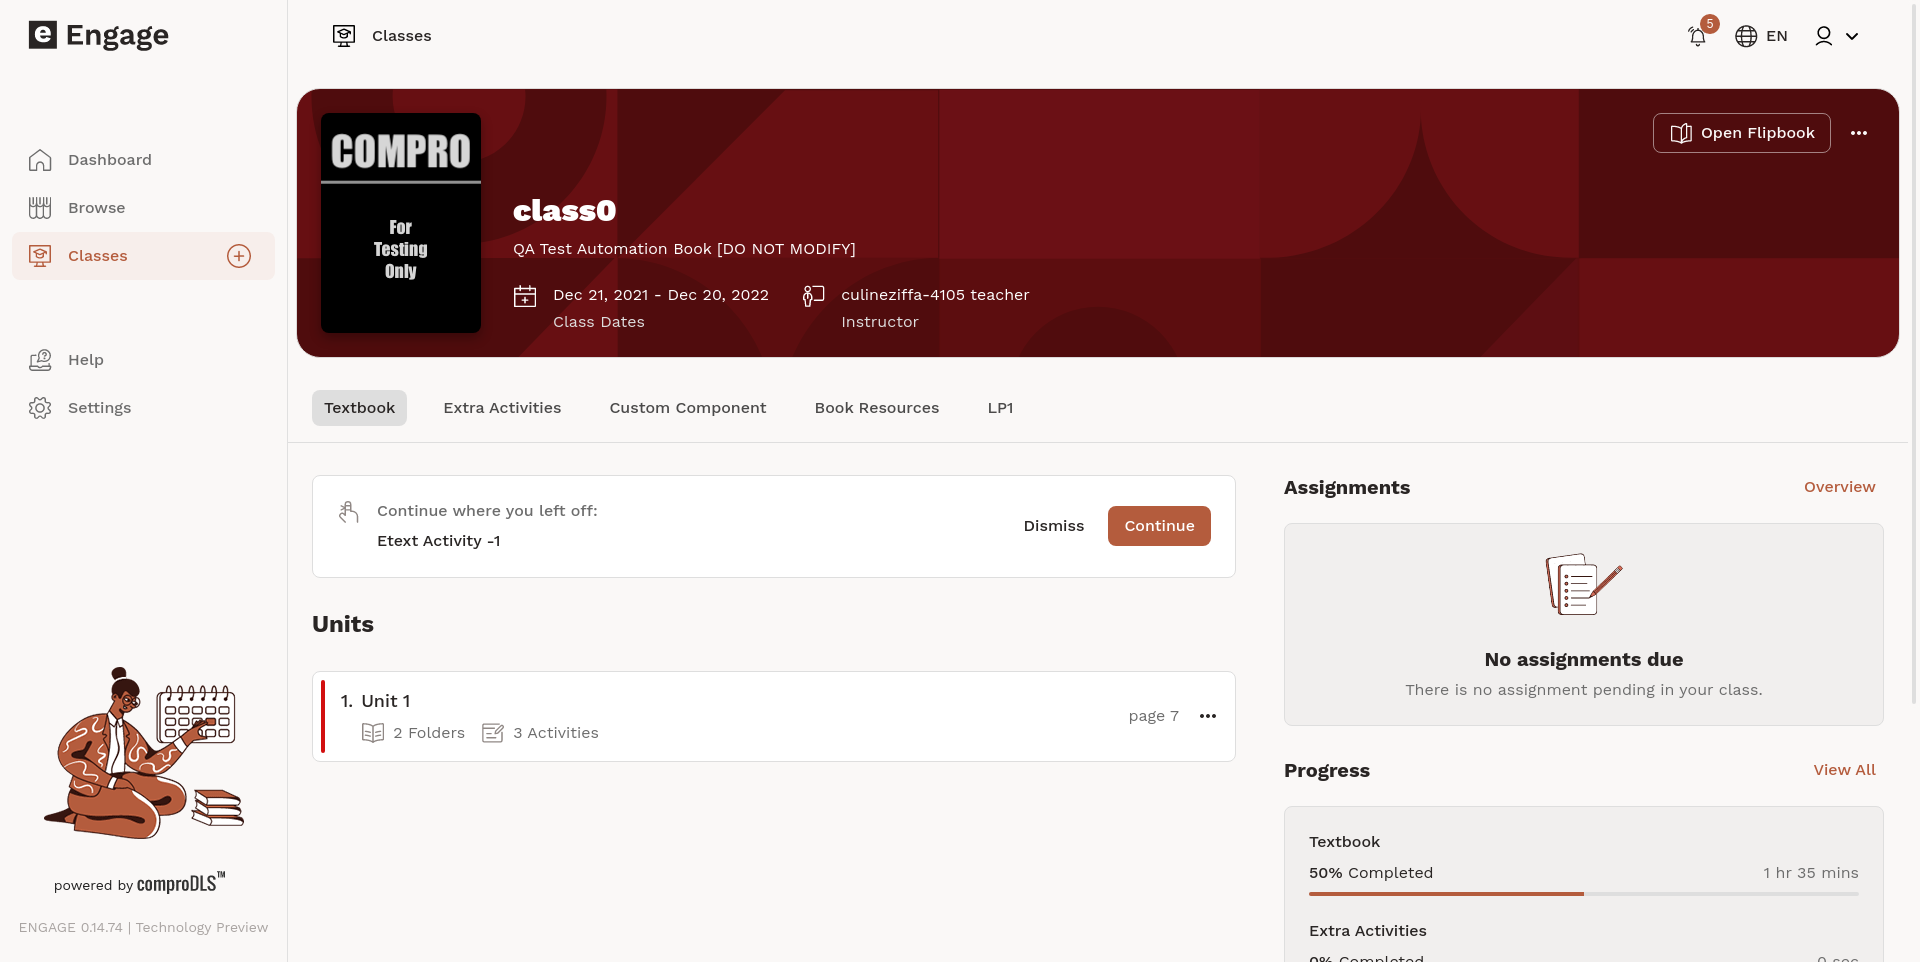 e Engage
Classes
5
EN
Dashboard
Browse
Classes
Help
Settings
COMPRO
For
Testing
Only
Open Flipbook
class0
QA Test Automation Book [DO NOT MODIFY]
Dec 21, 2021 - Dec 20, 2022
Class Dates
culineziffa-4105 teacher
Instructor
Textbook
Extra Activities
Custom Component
Book Resources
LP1
Continue where you left off:
Etext Activity -1
Dismiss
Continue
Units
1. Unit 1
2 Folders
3 Activities
page 7
Assignments
Overview
No assignments due
There is no assignment pending in your class.
Progress
View All
Textbook
50% Completed
1 hr 35 mins
Extra Activities
0% Completed
0 sec
powered by comproDLS™
ENGAGE 0.14.74 | Technology Preview